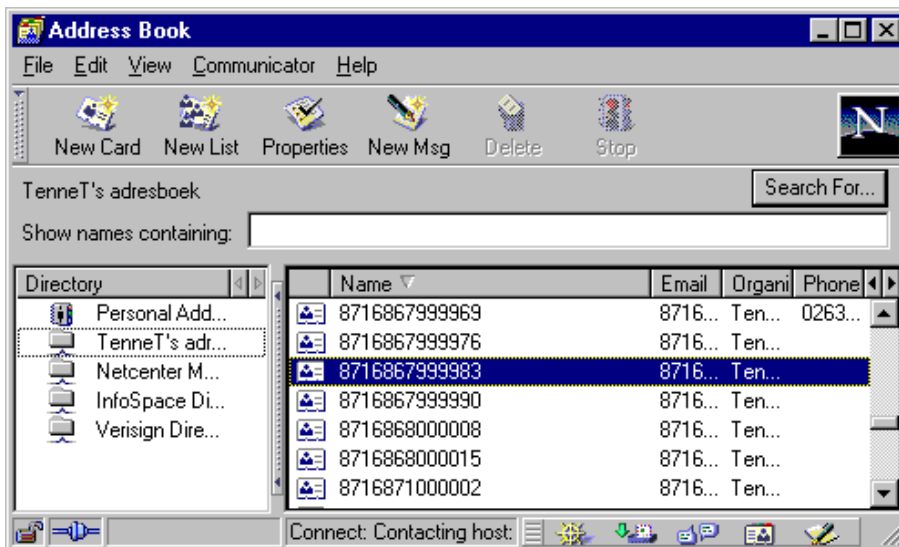 Address Book
File Edit View Communicator Help
New Card New List Properties New Msg Delete Stop
N
TenneT's adresboek
Search For...
Show names containing:
Directory
Name Email Organi Phone
Personal Add...
TenneT's adr...
Netcenter M...
InfoSpace Di...
Verisign Dire...
8716867999969 8716... Ten... 0263...
8716867999976 8716... Ten...
8716867999983 8716... Ten...
8716867999990 8716... Ten...
8716868000008 8716... Ten...
8716868000015 8716... Ten...
8716871000002 8716... Ten...
Connect: Contacting host: